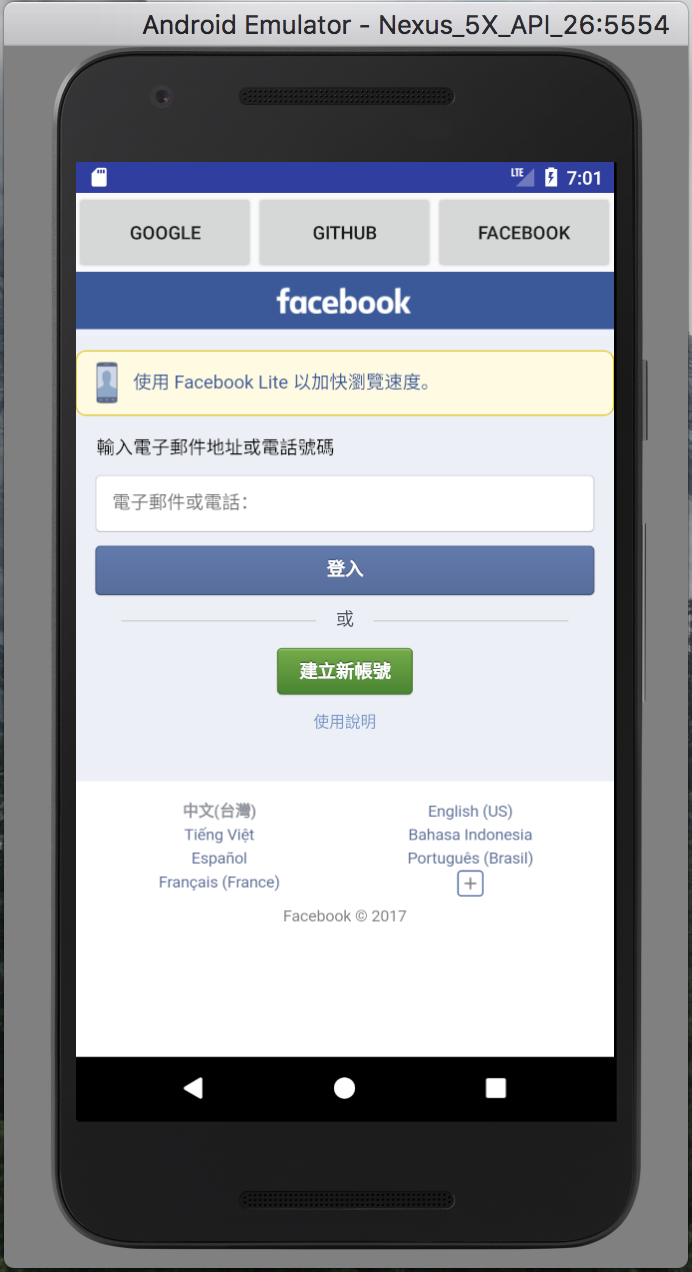 Android Emulator - Nexus_5X_API_26:5554
LTE 7:01
GOOGLE GITHUB FACEBOOK
facebook
使用 Facebook Lite 以加快瀏覽速度。
輸入電子郵件地址或電話號碼
電子郵件或電話:
登入
或
建立新帳號
使用說明
中文(台灣) English (US)
Tiếng Việt Bahasa Indonesia
Español Português (Brasil)
Français (France)
Facebook © 2017